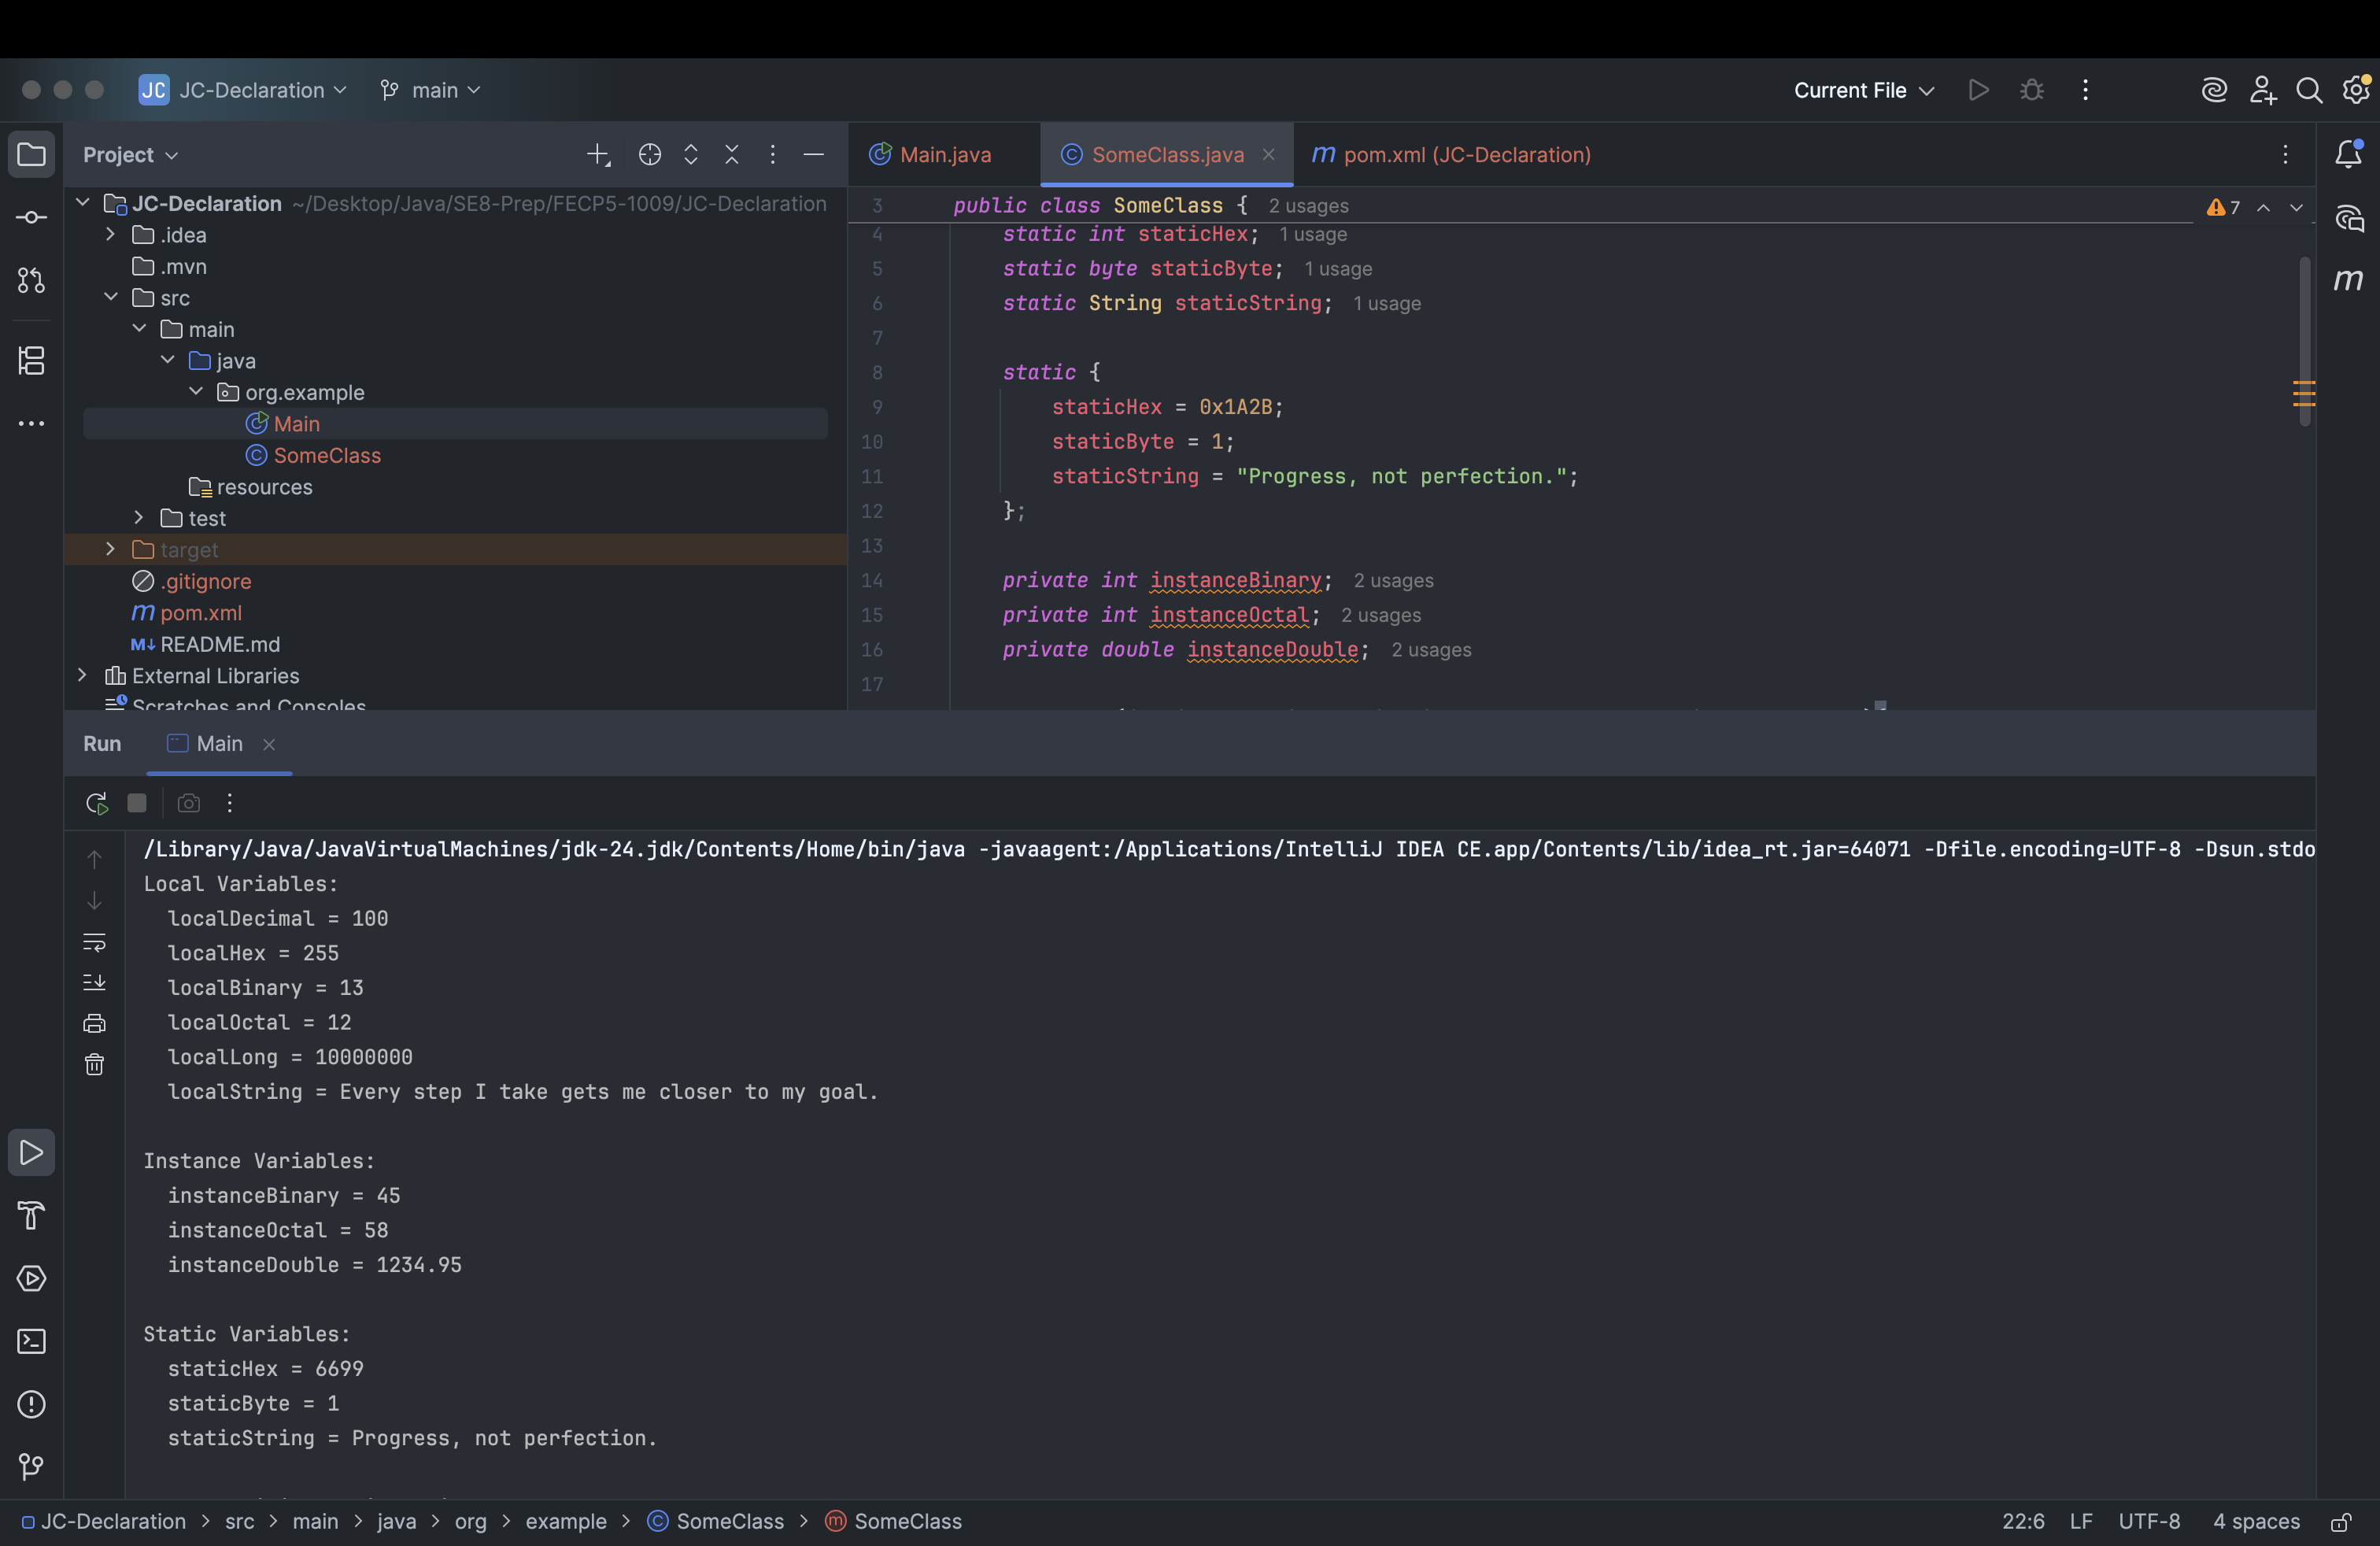 JC JC-Declaration main Current File
Project
Main.java SomeClass.java pom.xml (JC-Declaration)
JC-Declaration ~/Desktop/Java/SE8-Prep/FECP5-1009/JC-Declaration
.idea
.mvn
src
main
java
org.example
Main
SomeClass
resources
test
target
.gitignore
pom.xml
README.md
External Libraries
Scratches and Consoles
3 public class SomeClass { 2 usages 7
4 static int staticHex; 1 usage
5 static byte staticByte; 1 usage
6 static String staticString; 1 usage
7
8 static {
9 staticHex = 0x1A2B;
10 staticByte = 1;
11 staticString = "Progress, not perfection.";
12 };
13
14 private int instanceBinary; 2 usages
15 private int instanceOctal; 2 usages
16 private double instanceDouble; 2 usages
17
Run Main
/Library/Java/JavaVirtualMachines/jdk-24.jdk/Contents/Home/bin/java -javaagent:/Applications/IntelliJ IDEA CE.app/Contents/lib/idea_rt.jar=64071 -Dfile.encoding=UTF-8 -Dsun.stdo
Local Variables:
localDecimal = 100
localHex = 255
localBinary = 13
localOctal = 12
localLong = 10000000
localString = Every step I take gets me closer to my goal.
Instance Variables:
instanceBinary = 45
instanceOctal = 58
instanceDouble = 1234.95
Static Variables:
staticHex = 6699
staticByte = 1
staticString = Progress, not perfection.
JC-Declaration > src > main > java > org > example > SomeClass > SomeClass 22:6 LF UTF-8 4 spaces